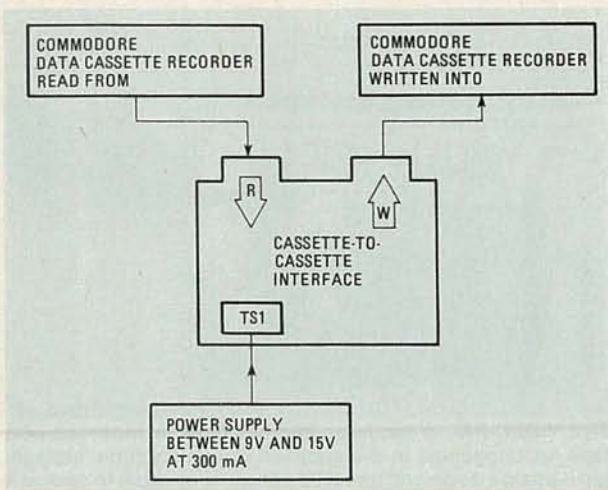 COMMODORE
DATA CASSETTE RECORDER
READ FROM
COMMODORE
DATA CASSETTE RECORDER
WRITTEN INTO
R
W
CASSETTE-TO-
CASSETTE
INTERFACE
TS1
POWER SUPPLY
BETWEEN 9V AND 15V
AT 300 mA